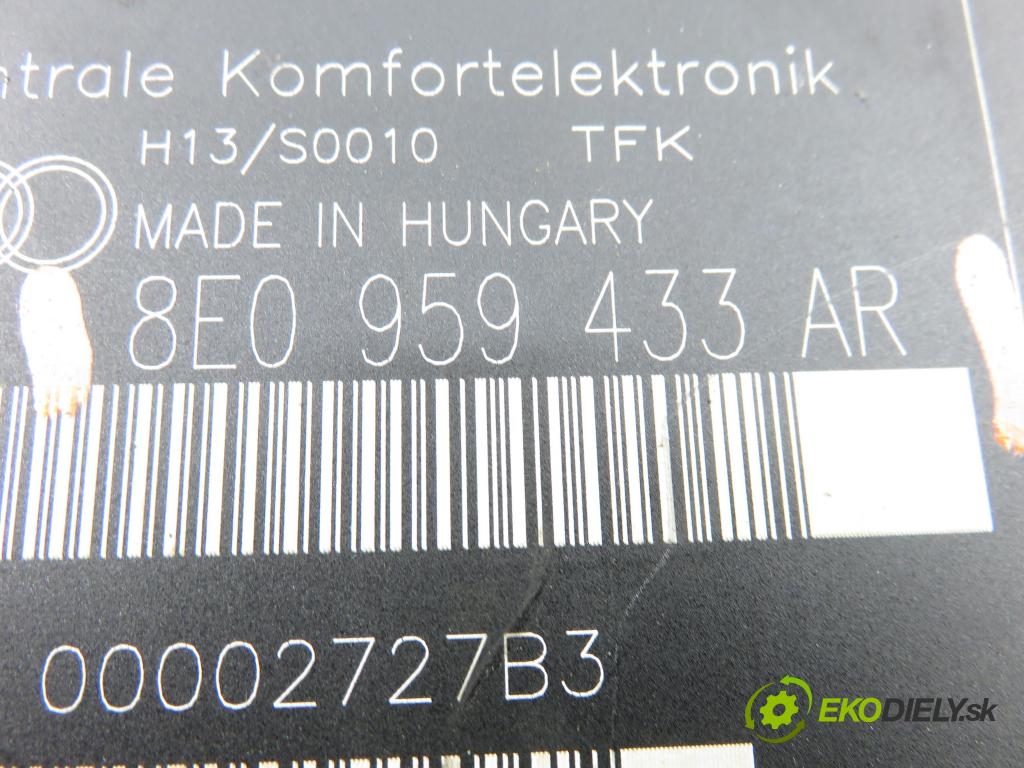 ntrale Komfortelektronik
H13/S0010 TFK
MADE IN HUNGARY
8E0 959 433 AR
00002727B3
EKODIELY.sk